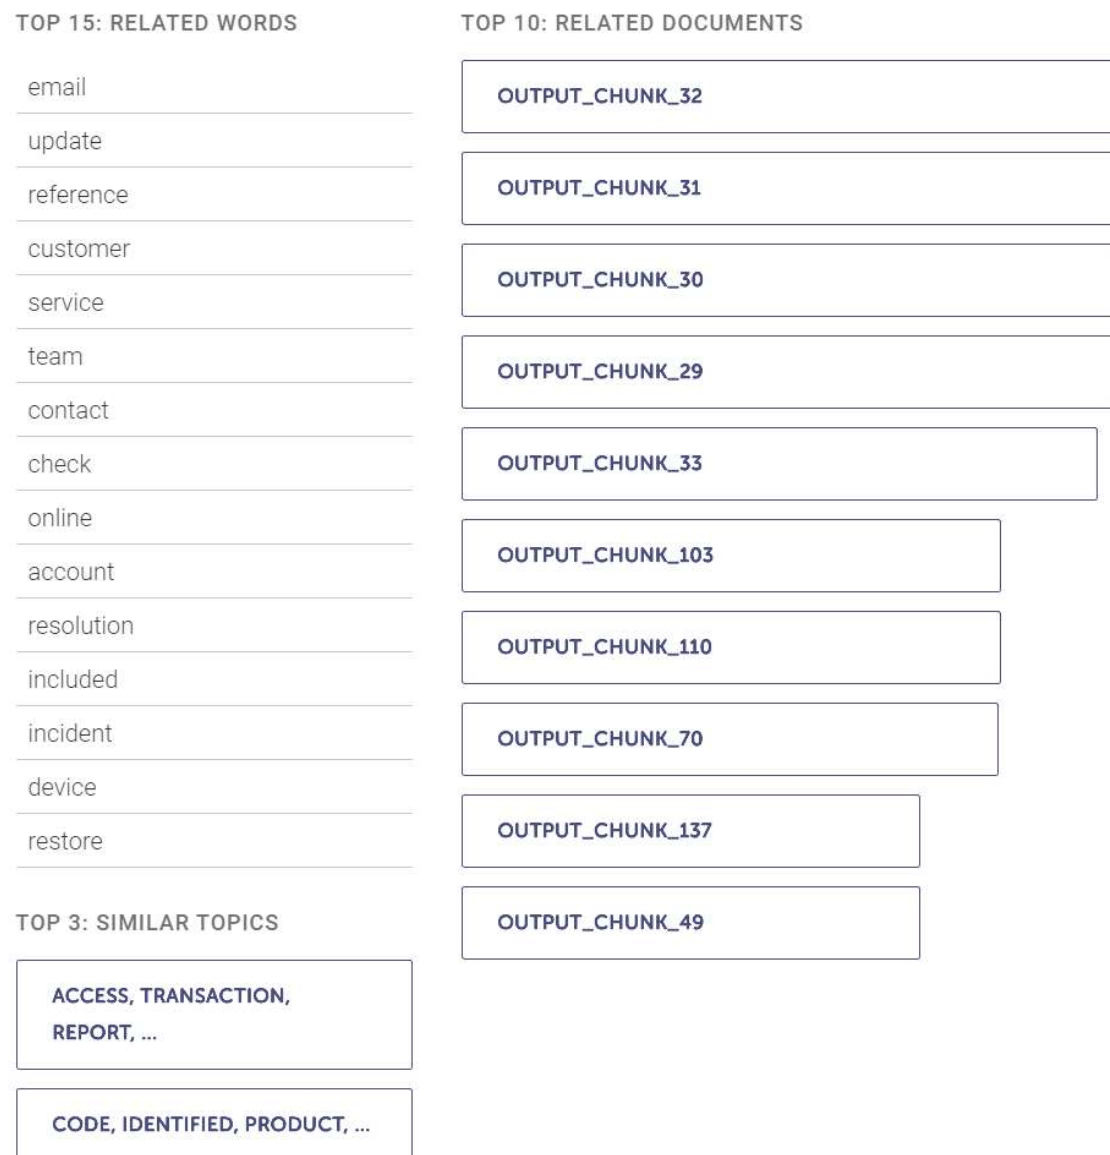 TOP 15: RELATED WORDS
email
update
reference
customer
service
team
contact
check
online
account
resolution
included
incident
device
restore
TOP 3: SIMILAR TOPICS
ACCESS, TRANSACTION,
REPORT, ...
CODE, IDENTIFIED, PRODUCT, ...
TOP 10: RELATED DOCUMENTS
OUTPUT_CHUNK_32
OUTPUT_CHUNK_31
OUTPUT_CHUNK_30
OUTPUT_CHUNK_29
OUTPUT_CHUNK_33
OUTPUT_CHUNK_103
OUTPUT_CHUNK_110
OUTPUT_CHUNK_70
OUTPUT_CHUNK_137
OUTPUT_CHUNK_49